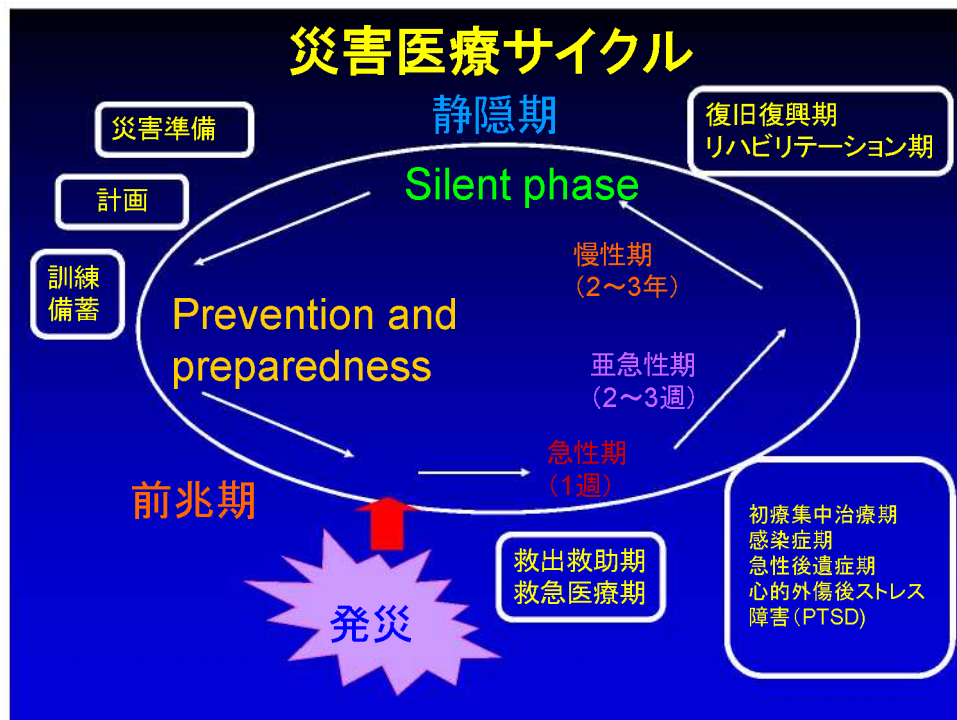 災害医療サイクル
静隠期
Silent phase
災害準備
計画
訓練
備蓄
復旧復興期
リハビリテーション期
慢性期
（2～3年）
Prevention and
preparedness
亜急性期
（2～3週）
急性期
（1週）
前兆期
発災
救出救助期
救急医療期
初療集中治療期
感染症期
急性後遺症期
心的外傷後ストレス
障害（PTSD)